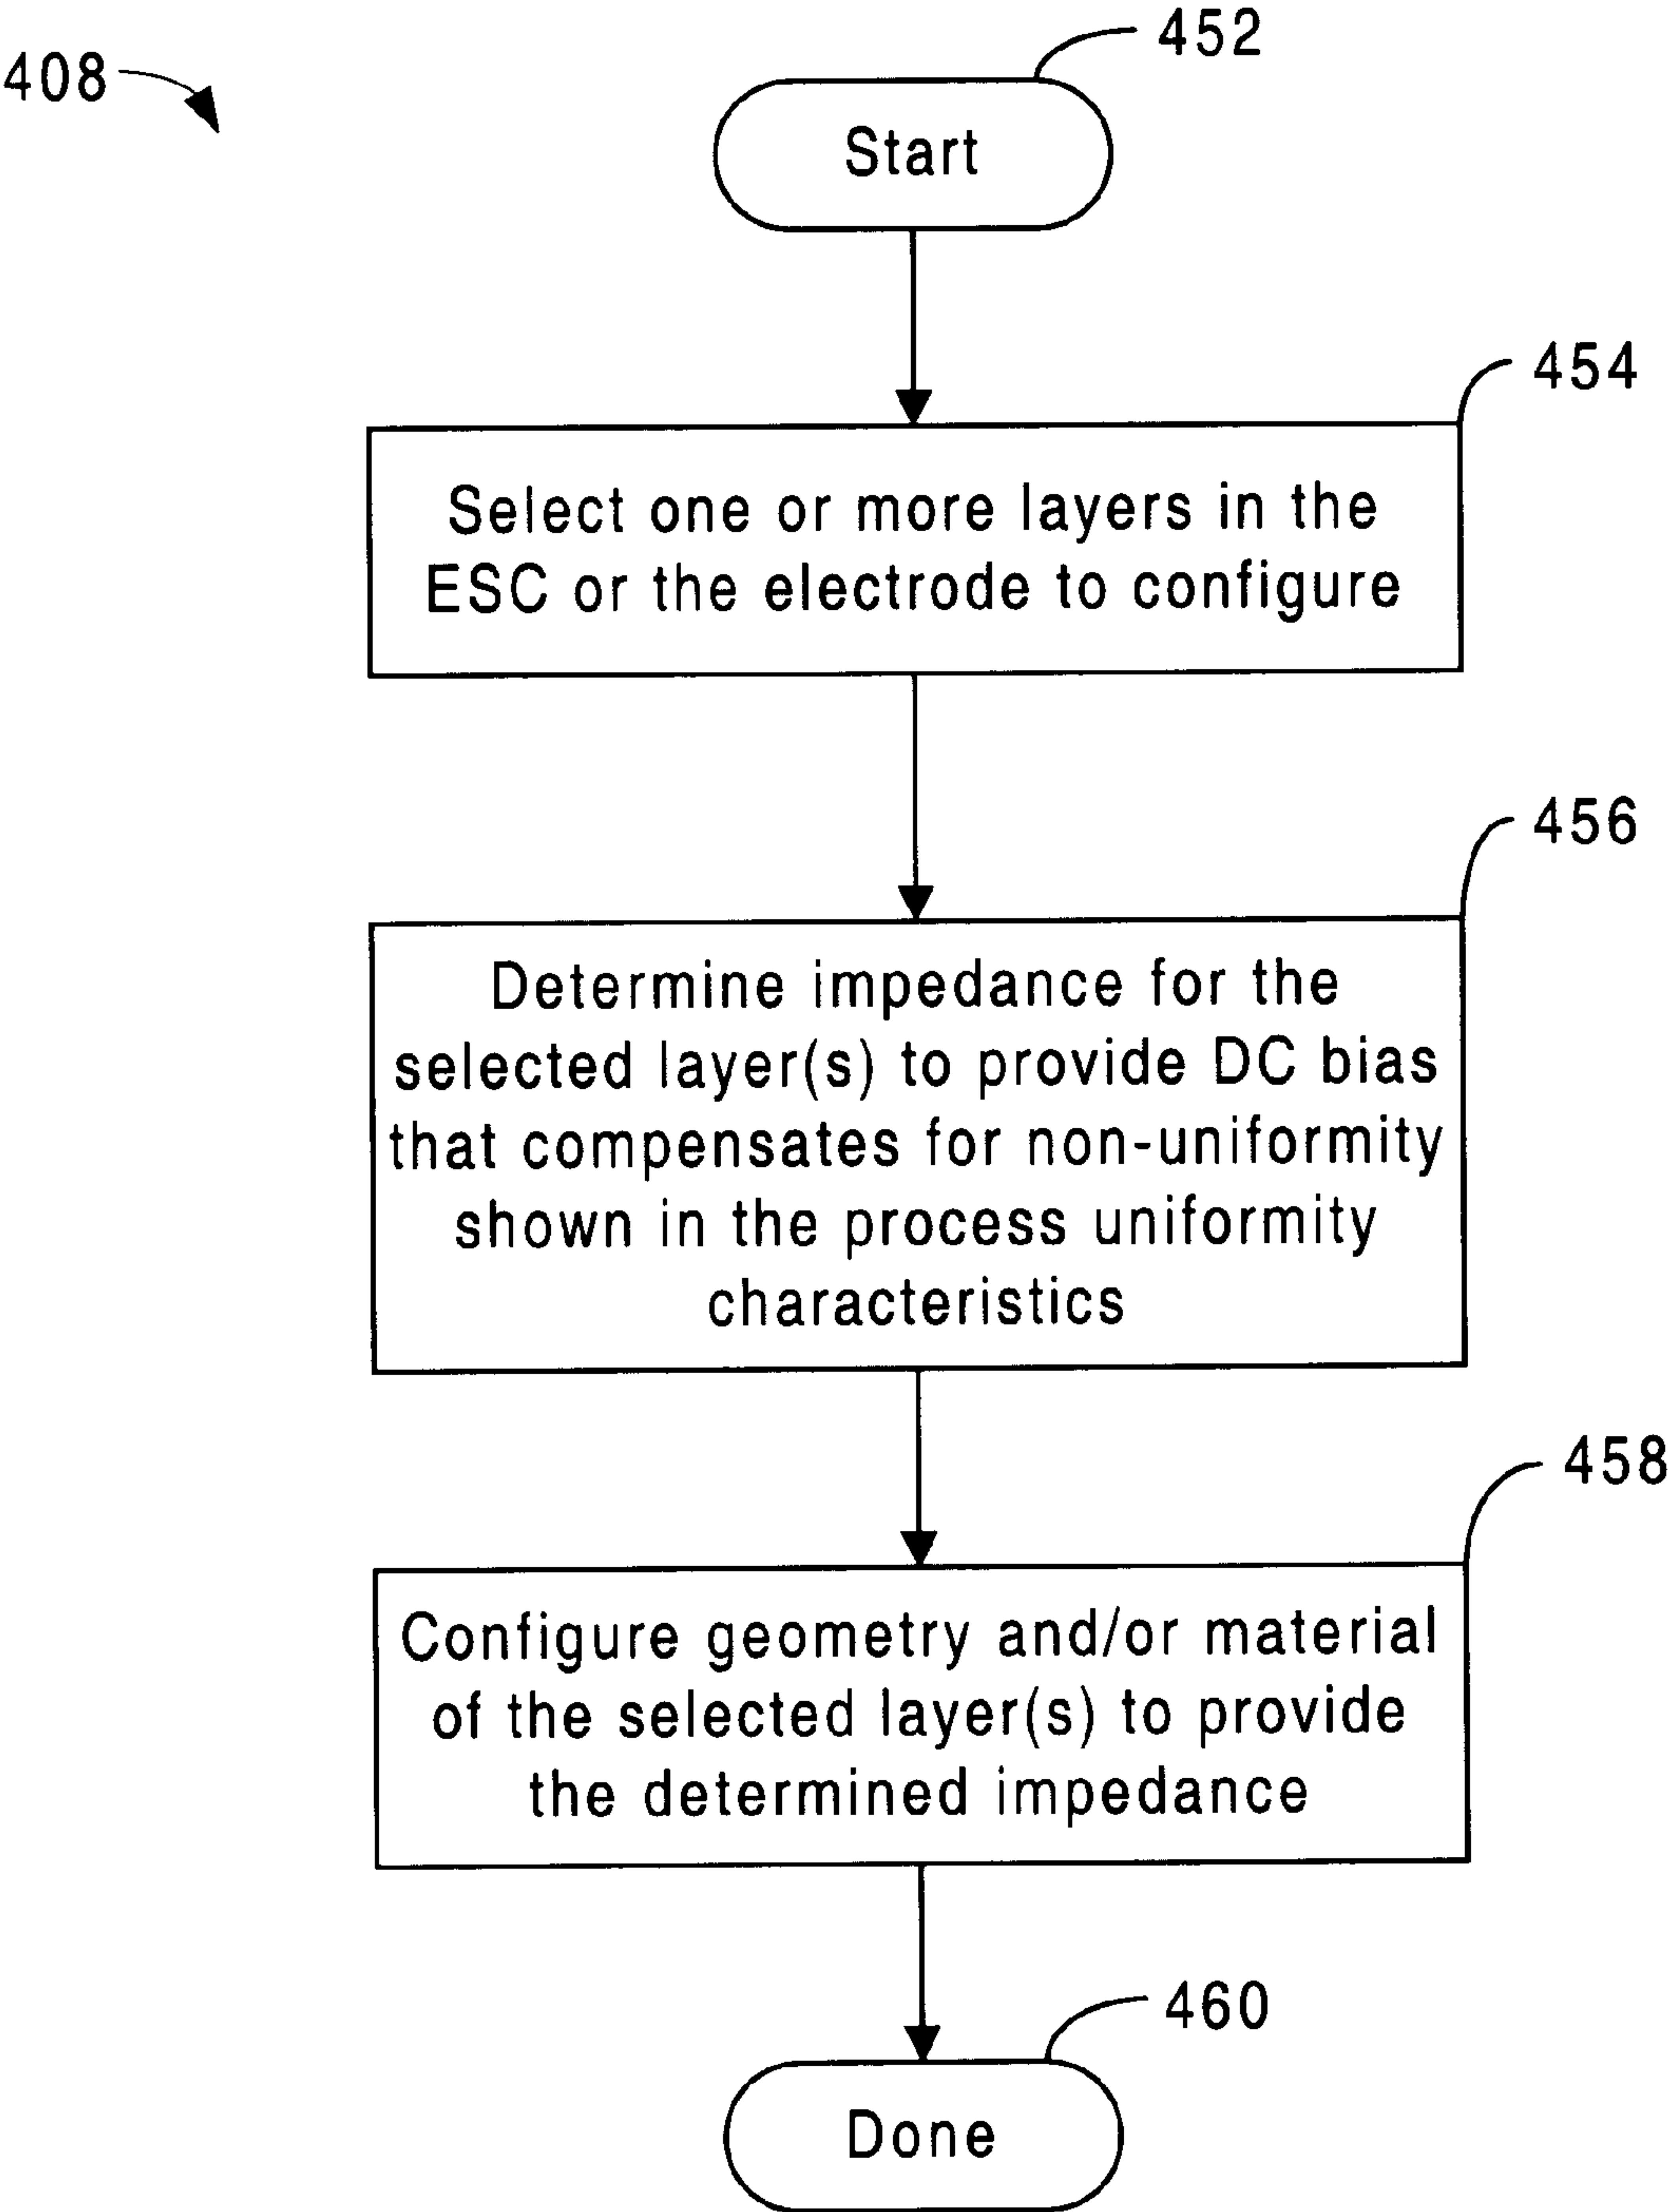 408
452
Start
454
Select one or more layers in the
ESC or the electrode to configure
456
Determine impedance for the
selected layer(s) to provide DC bias
that compensates for non-uniformity
shown in the process uniformity
characteristics
458
Configure geometry and/or material
of the selected layer(s) to provide
the determined impedance
460
Done